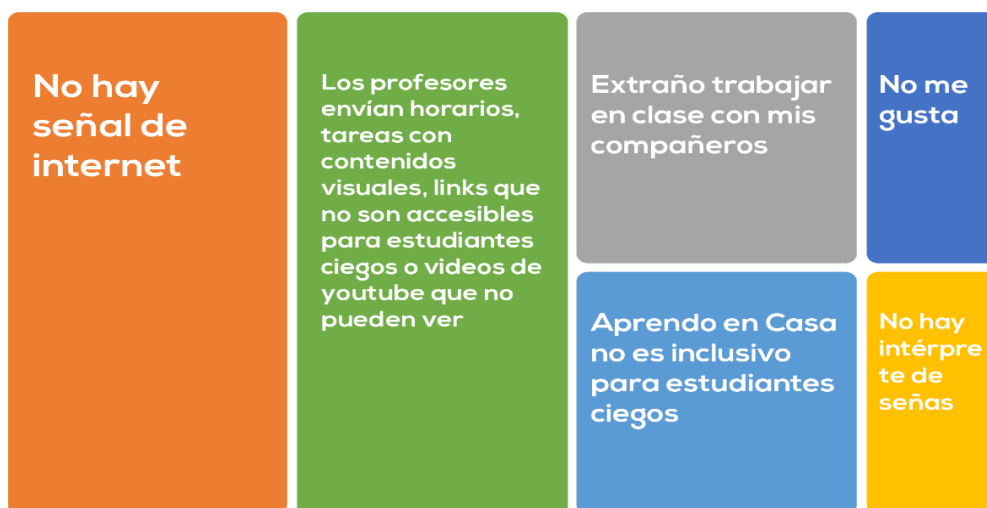 No hay
señal de
internet
Los profesores
envían horarios,
tareas con
contenidos
visuales, links que
no son accesibles
para estudiantes
ciegos o videos de
youtube que no
pueden ver
Extraño trabajar
en clase con mis
compañeros
No me
gusta
Aprendo en Casa
no es inclusivo
para estudiantes
ciegos
No hay
intérpre
te de
señas